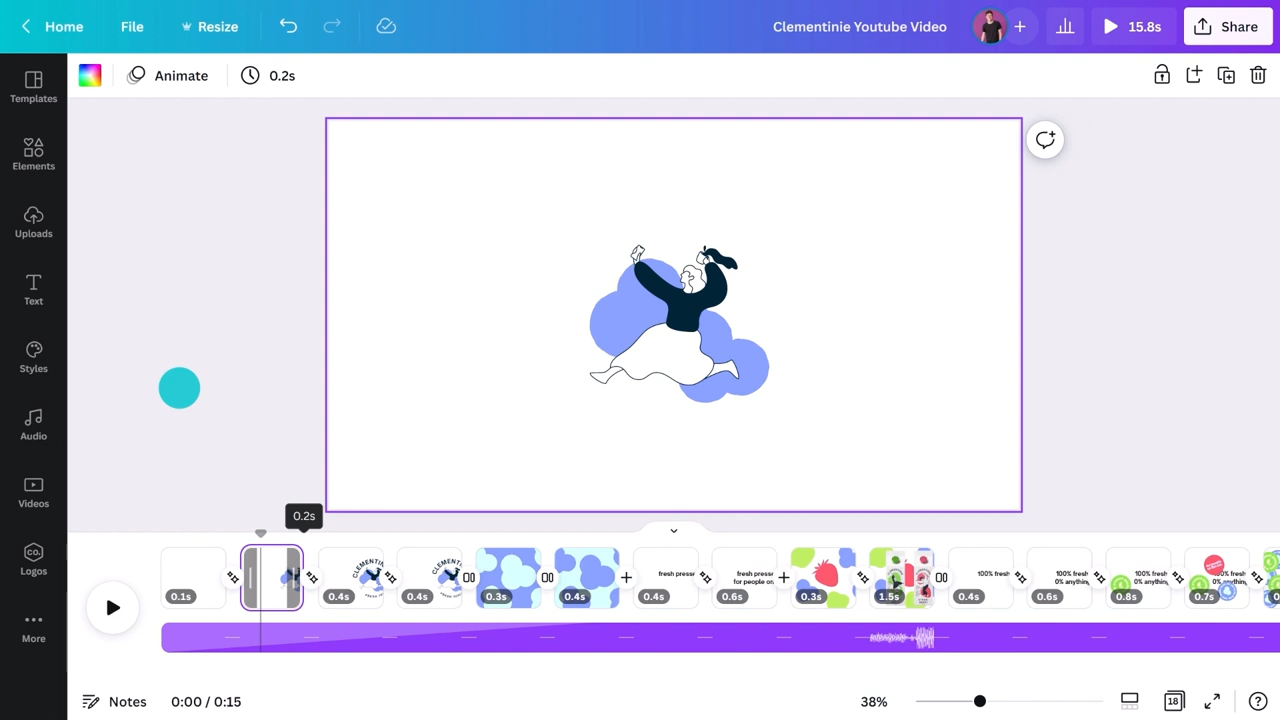 Home
File
Resize
Clementinie Youtube Video
15.8s
Share
Templates
Animate
0.2s
Elements
Uploads
Text
Styles
Audio
Videos
Logos
co.
More
0.2s
0.1s
0.4s
0.4s
0.3s
0.4s
fresh presse
0.4s
fresh presse
for people on
0.6s
0.3s
1.5s
100% fresh
0.4s
100% fresh
0% anything
0.6s
100% fresh
0% anything
0.8s
100% fresh
0% anything
0.7s
Notes
0:00 / 0:15
38%
18